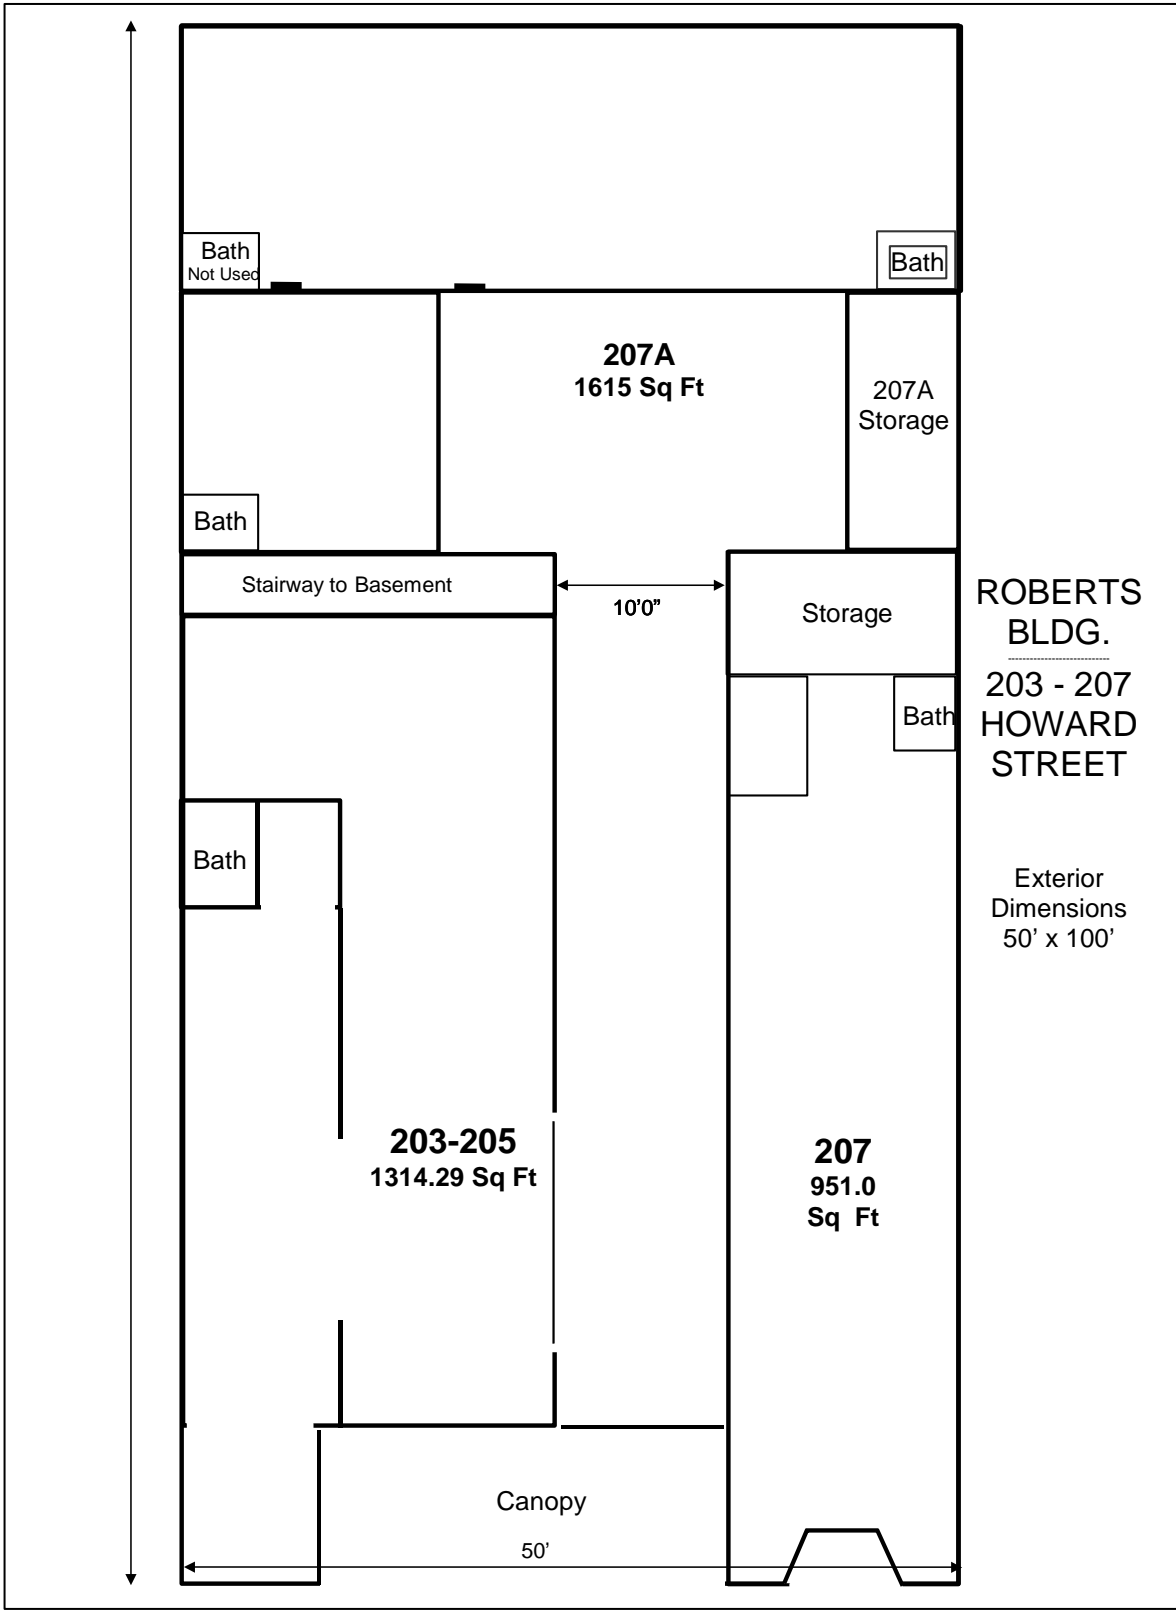 Bath
Not Used
Bath
207A
1615 Sq Ft
207A
Storage
Bath
Stairway to Basement
10’0”
Storage
ROBERTS
BLDG.
----------------------------
203 - 207
HOWARD
STREET
Bath
Bath
Exterior
Dimensions
50’ x 100’
203-205
1314.29 Sq Ft
207
951.0
Sq  Ft
Canopy
50’